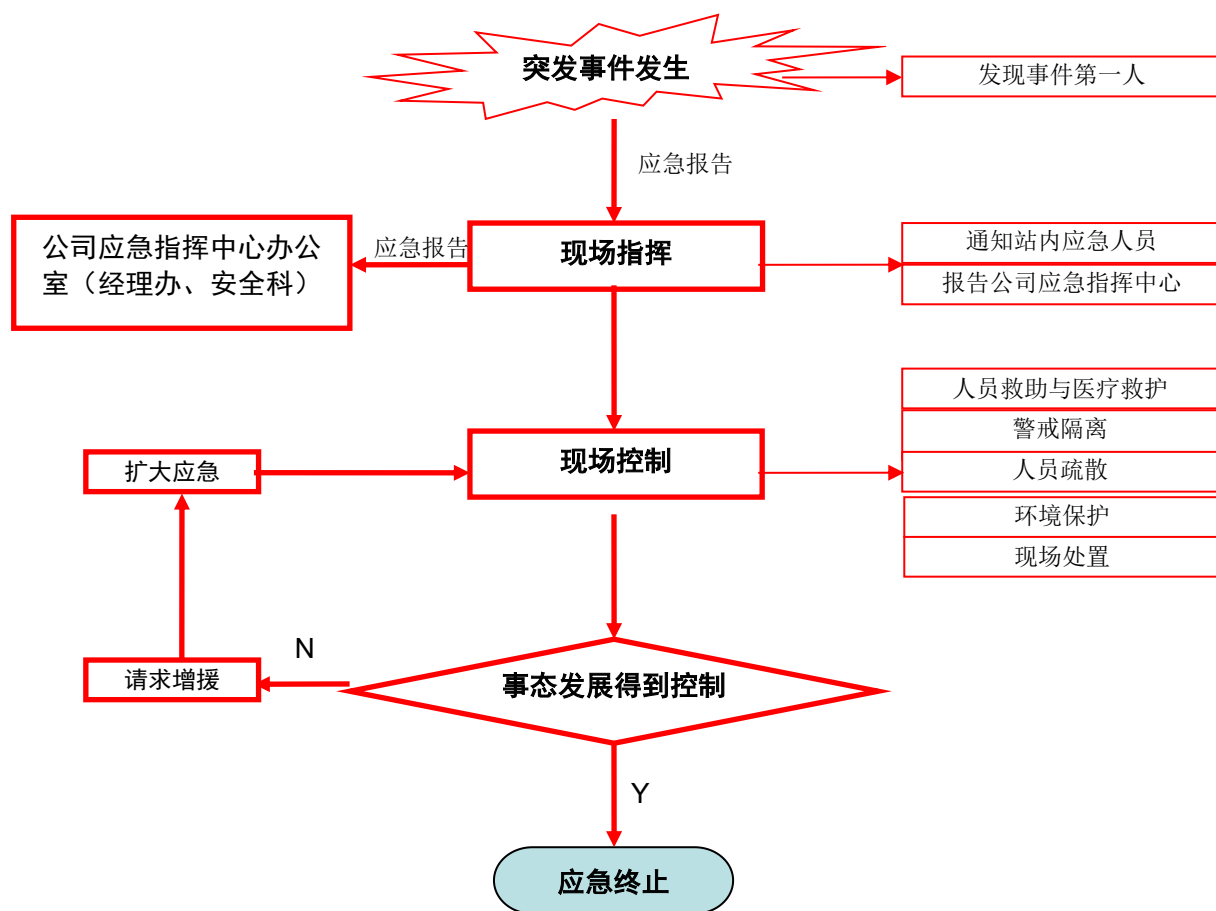 突发事件发生
发现事件第一人
应急报告
公司应急指挥中心办公
室（经理办、安全科）
应急报告
现场指挥
通知站内应急人员
报告公司应急指挥中心
人员救助与医疗救护
警戒隔离
人员疏散
环境保护
现场处置
扩大应急
现场控制
N
请求增援
事态发展得到控制
Y
应急终止